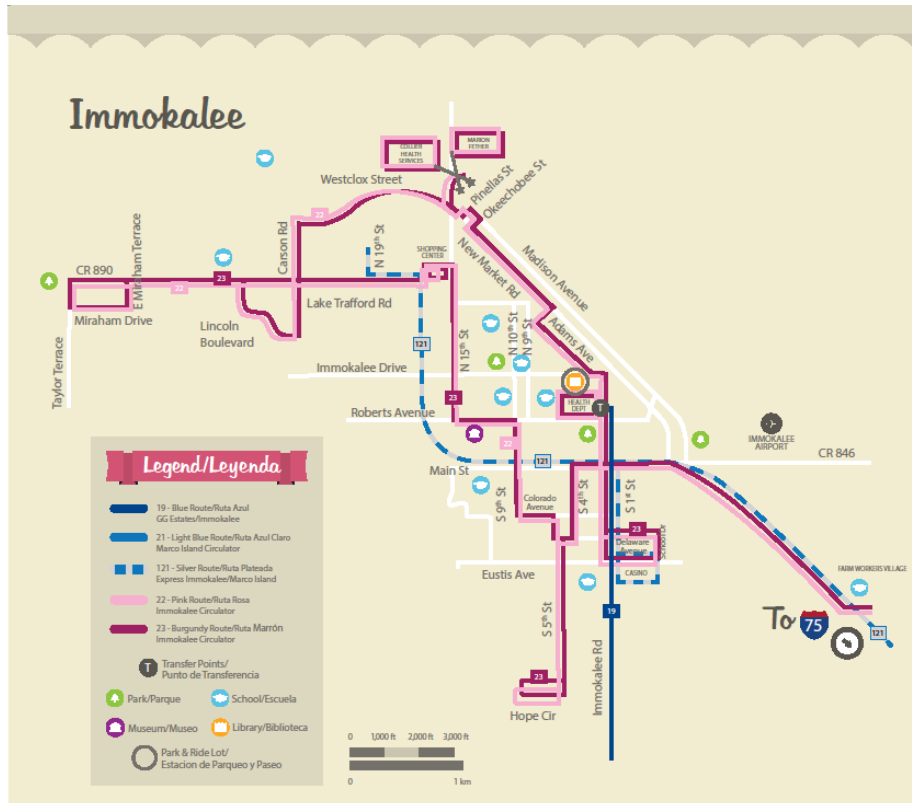 Immokalee
COLLIER
HEALTH
SERVICES
MARION
FETHER
Westclox Street
Pinellas St
Okeechobee St
22
Carson Rd
N 19th St
SHOPPING
CENTER
New Market Rd
Madison Avenue
E Miraham Terrace
CR 890
23
22
Lake Trafford Rd
Miraham Drive
Lincoln
Boulevard
Taylor Terrace
121
N 15th St
N 10th St
N 9th St
Adams Ave
Immokalee Drive
23
HEALTH
DEPT
T
Roberts Avenue
22
IMMOKALEE
AIRPORT
CR 846
Main St
121
S 9th St
Colorado
Avenue
S 4th St
S 1st St
23
Delaware
Avenue
School Dr
CASINO
Eustis Ave
FARM WORKERS VILLAGE
S 5th St
19
Immokalee Rd
To
75
121
23
Hope Cir
Legend/Leyenda
19 - Blue Route/Ruta Azul
GG Estates/Immokalee
21 - Light Blue Route/Ruta Azul Claro
Marco Island Circulator
121 - Silver Route/Ruta Plateada
Express Immokalee/Marco Island
22 - Pink Route/Ruta Rosa
Immokalee Circulator
23 - Burgundy Route/Ruta Marrón
Immokalee Circulator
T
Transfer Points/
Punto de Transferencia
Park/Parque
School/Escuela
Museum/Museo
Library/Biblioteca
Park & Ride Lot/
Estacion de Parqueo y Paseo
0
1,000 ft
2,000 ft
3,000 ft
0
1 km